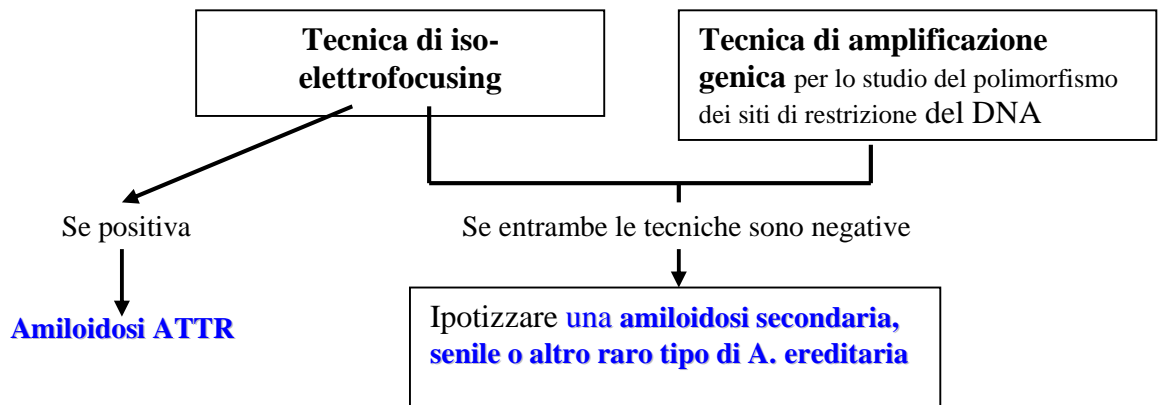 Tecnica di iso-
elettrofocusing
Tecnica di amplificazione
genica per lo studio del polimorfismo
dei siti di restrizione del DNA
Se positiva
Se entrambe le tecniche sono negative
Amiloidosi ATTR
Ipotizzare una amiloidosi secondaria,
senile o altro raro tipo di A. ereditaria